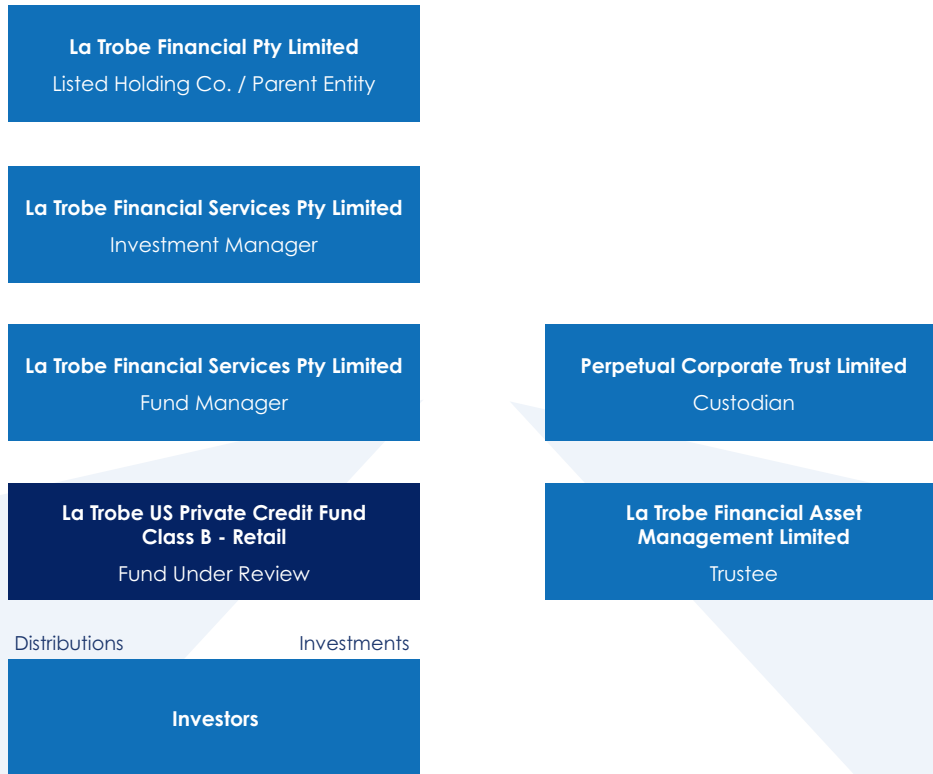 La Trobe Financial Pty Limited
Listed Holding Co. / Parent Entity
La Trobe Financial Services Pty Limited
Investment Manager
La Trobe Financial Services Pty Limited
Fund Manager
Perpetual Corporate Trust Limited
Custodian
La Trobe US Private Credit Fund
Class B - Retail
Fund Under Review
La Trobe Financial Asset
Management Limited
Trustee
Distributions
Investments
Investors